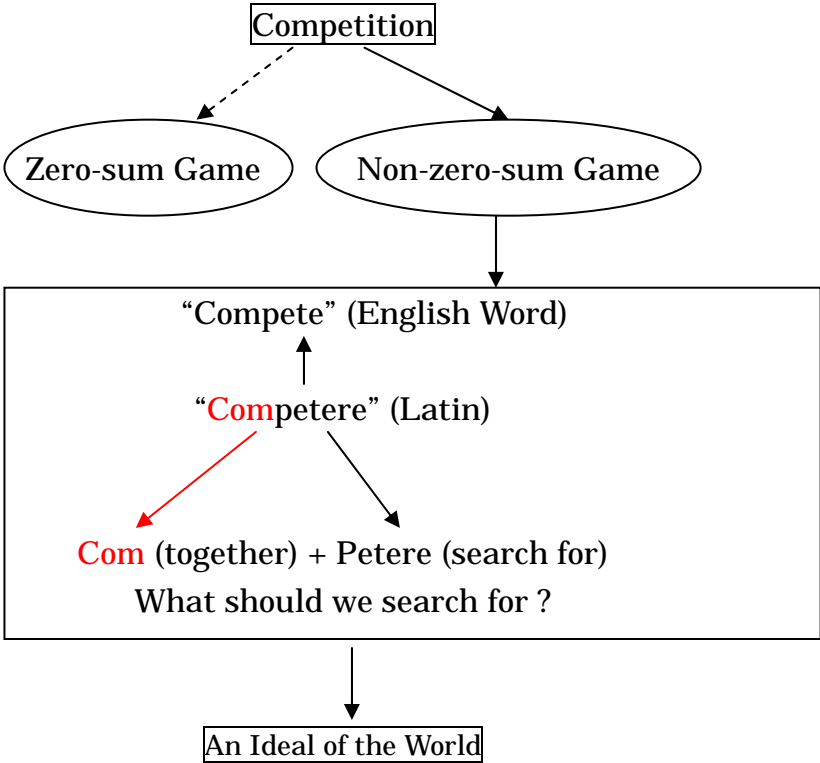 Competition
Zero-sum Game
Non-zero-sum Game
“Compete” (English Word)
“Competere” (Latin)
Com (together) + Petere (search for)
What should we search for ?
An Ideal of the World